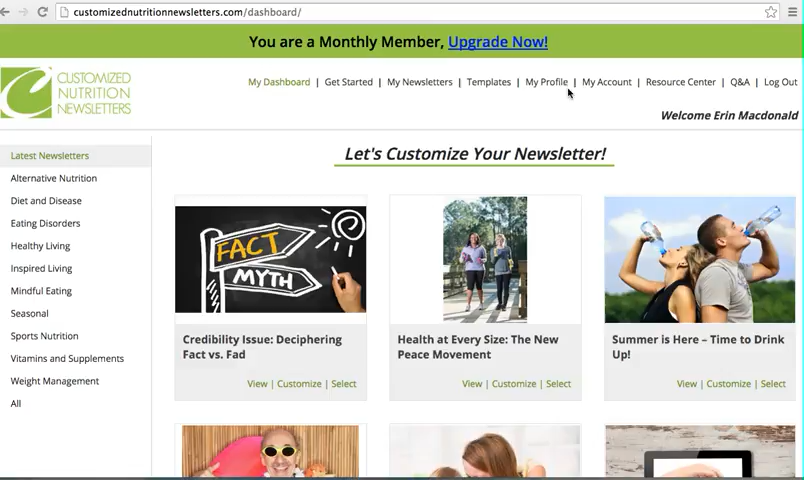 customizednutritionnewsletters.com/dashboard/
You are a Monthly Member, Upgrade Now!
CUSTOMIZED
NUTRITION
NEWSLETTERS
My Dashboard | Get Started | My Newsletters | Templates | My Profile | My Account | Resource Center | Q&A | Log Out
Welcome Erin Macdonald
Latest Newsletters
Alternative Nutrition
Diet and Disease
Eating Disorders
Healthy Living
Inspired Living
Mindful Eating
Seasonal
Sports Nutrition
Vitamins and Supplements
Weight Management
All
Let's Customize Your Newsletter!
FACT
MYTH
Credibility Issue: Deciphering
Fact vs. Fad
View | Customize | Select
Health at Every Size: The New
Peace Movement
View | Customize | Select
Summer is Here – Time to Drink
Up!
View | Customize | Select